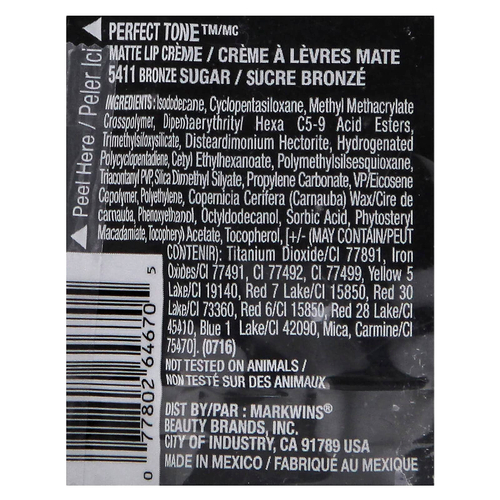 PERFECT TONE™/MC
MATTE LIP CRÈME / CRÈME À LÈVRES MATE
5411 BRONZE SUGAR / SUCRE BRONZÉ
INGREDIENTS: Isododecane, Cyclopentasiloxane, Methyl Methacrylate
Crosspolymer, Dipentaerythrityl Hexa C5-9 Acid Esters,
Trimethylsiloxysilicate, Disteardimonium Hectorite, Hydrogenated
Polycyclopentadiene, Cetyl Ethylhexanoate, Polymethylsilsesquioxane,
Triacontanyl PVP, Silica Dimethyl Silyate, Propylene Carbonate, VP/Eicosene
Copolymer, Polyethylene, Copernicia Cerifera (Carnauba) Wax/Cire de
carnauba, Phenoxyethanol, Octyldodecanol, Sorbic Acid, Phytosteryl
Macadamiate, Tocophery Acetate, Tocopherol, [+/- (MAY CONTAIN/PEUT
CONTENIR): Titanium Dioxide/CI 77891, Iron
Oxides/CI 77491, CI 77492, CI 77499, Yellow 5
Lake/CI 19140, Red 7 Lake/CI 15850, Red 30
Lake/CI 73360, Red 6/CI 15850, Red 28 Lake/CI
45410, Blue 1 Lake/CI 42090, Mica, Carmine/CI
75470]. (0716)
NOT TESTED ON ANIMALS /
NON TESTÉ SUR DES ANIMAUX
DIST BY/PAR : MARKWINS®
BEAUTY BRANDS, INC.
CITY OF INDUSTRY, CA 91789 USA
MADE IN MEXICO / FABRIQUÉ AU MEXIQUE
Peel Here / Peler Ici
0 77802 64670 5